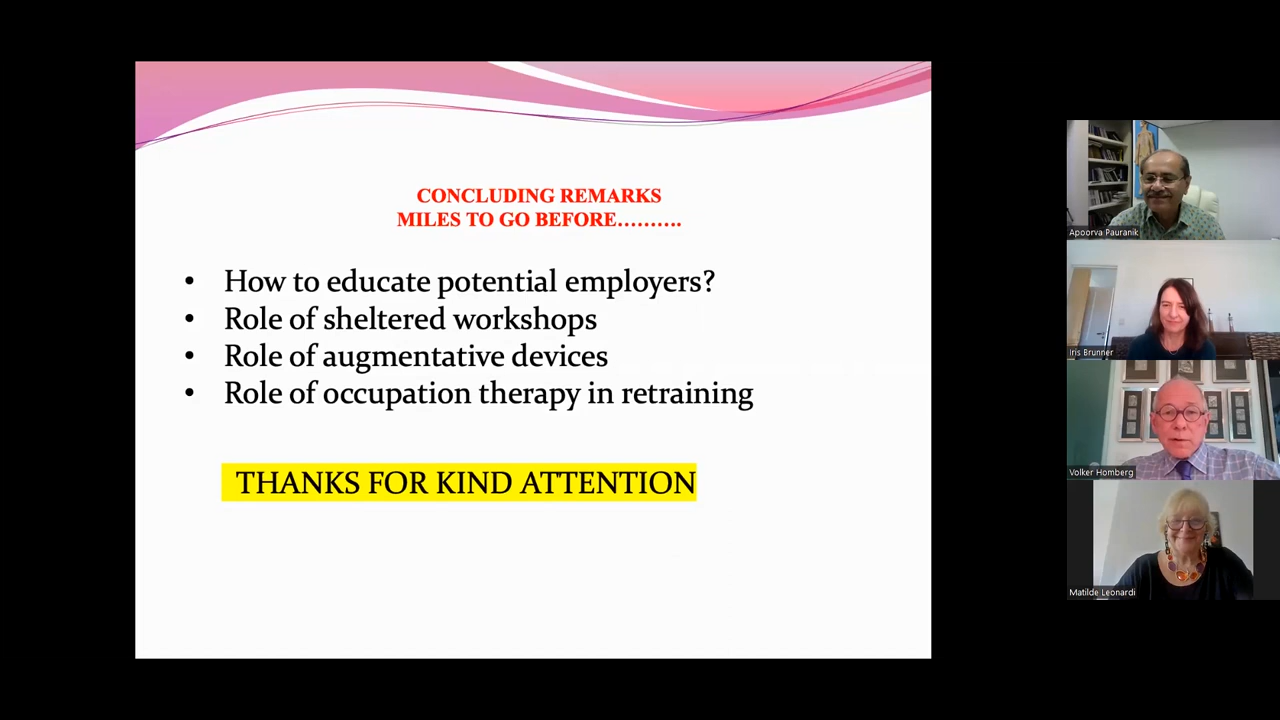 CONCLUDING REMARKS
MILES TO GO BEFORE……….
• How to educate potential employers?
• Role of sheltered workshops
• Role of augmentative devices
• Role of occupation therapy in retraining
THANKS FOR KIND ATTENTION
Apoorva Pauranik
Iris Brunner
Volker Homberg
Matilde Leonardi